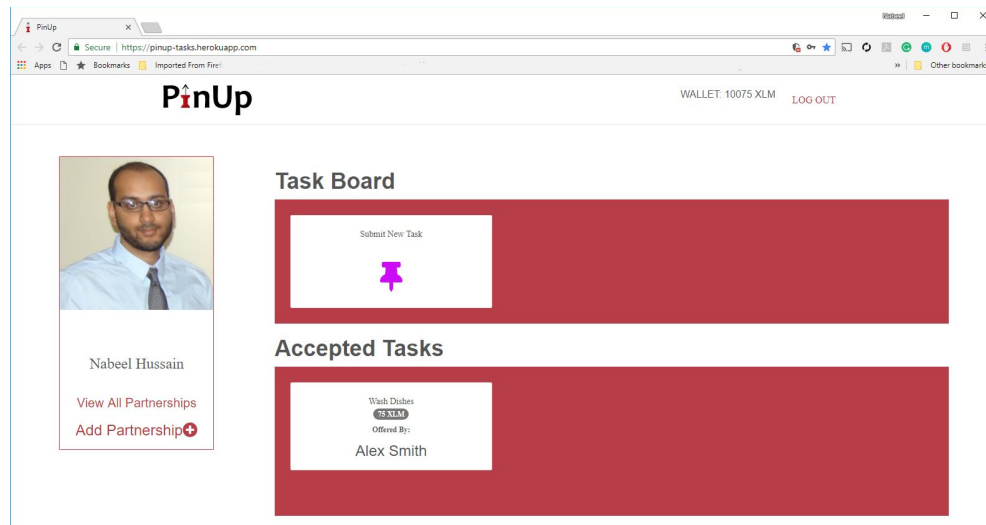 Nabeel
PinUp
Secure | https://pinup-tasks.herokuapp.com
Apps Bookmarks Imported From Firef
» Other bookmarks
PinUp
WALLET: 10075 XLM LOG OUT
Task Board
Submit New Task
Nabeel Hussain
View All Partnerships
Add Partnership
Accepted Tasks
Wash Dishes
75 XLM
Offered By:
Alex Smith